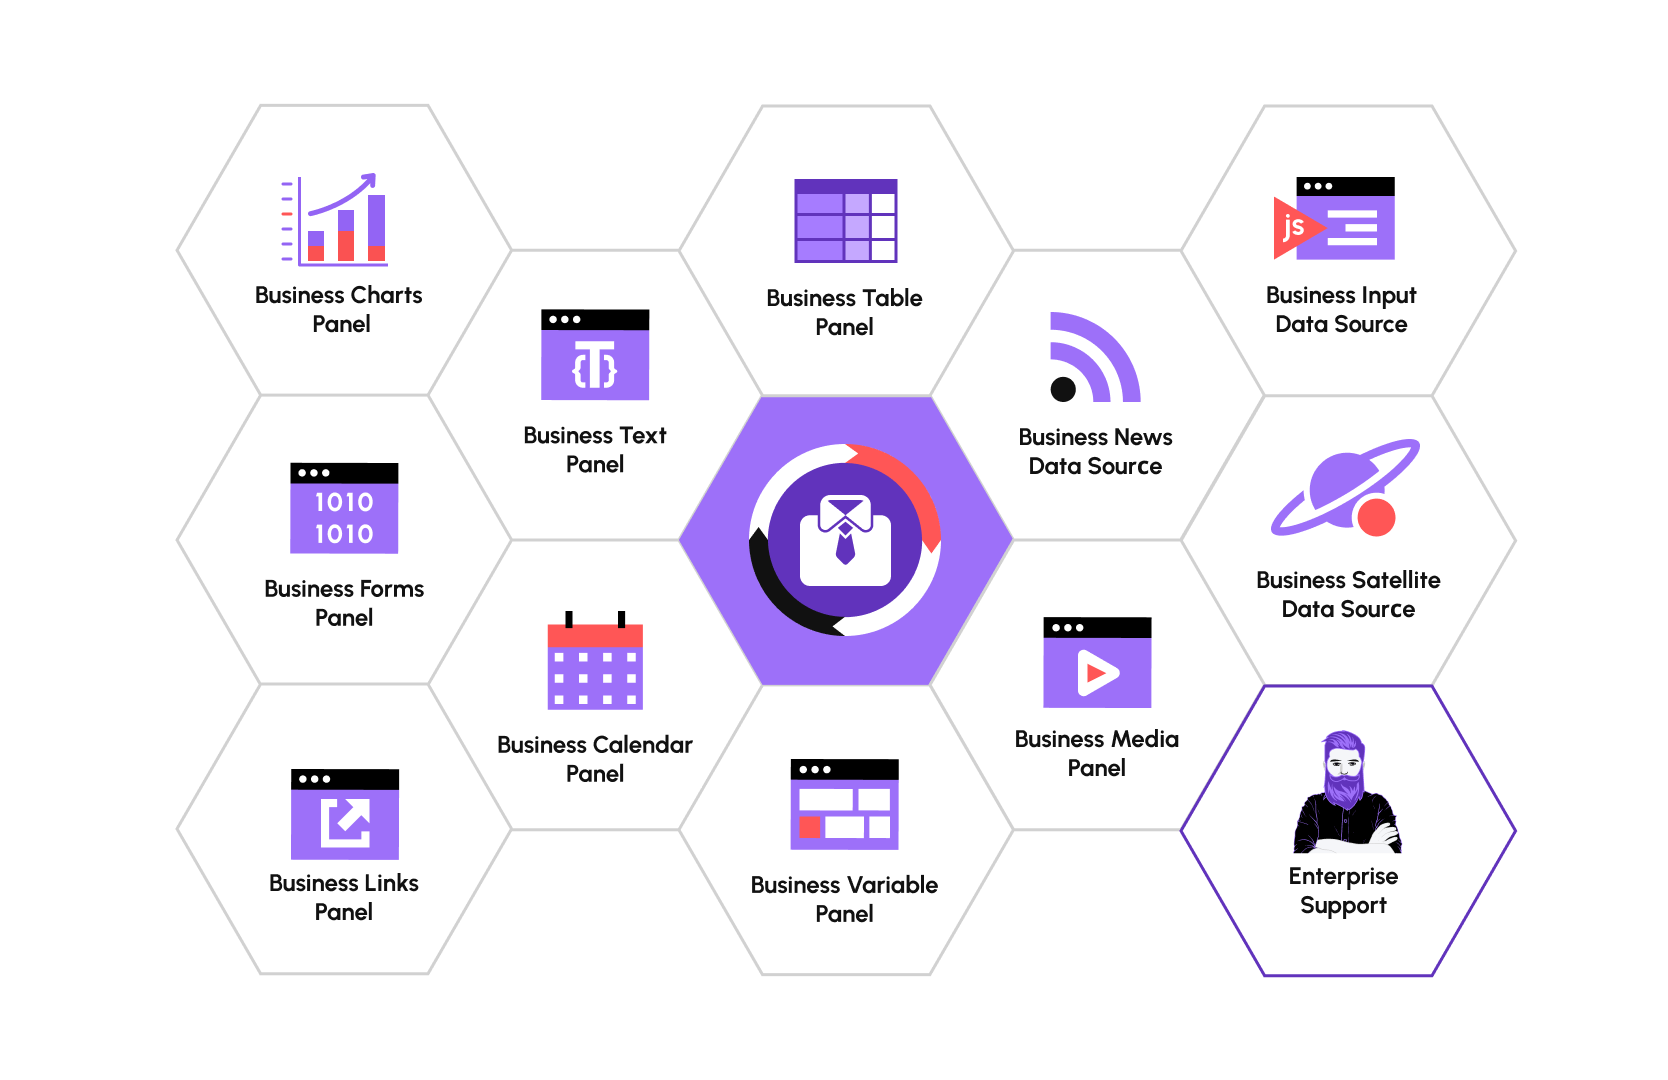 Business Charts
Panel
Business Table
Panel
js
Business Input
Data Source
Business Text
Panel
Business News
Data Source
1010
1010
Business Forms
Panel
Business Satellite
Data Source
Business Calendar
Panel
Business Media
Panel
Business Links
Panel
Business Variable
Panel
Enterprise
Support
{T}